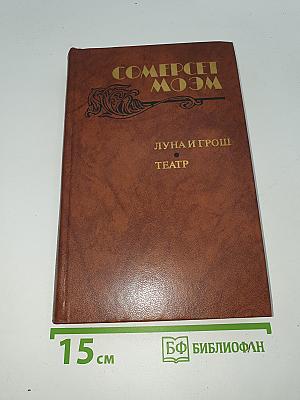 СОМЕРСЕТ
МОЭМ
ЛУНА И ГРОШ
ТЕАТР
15 см
БФ БИБЛИОФАН